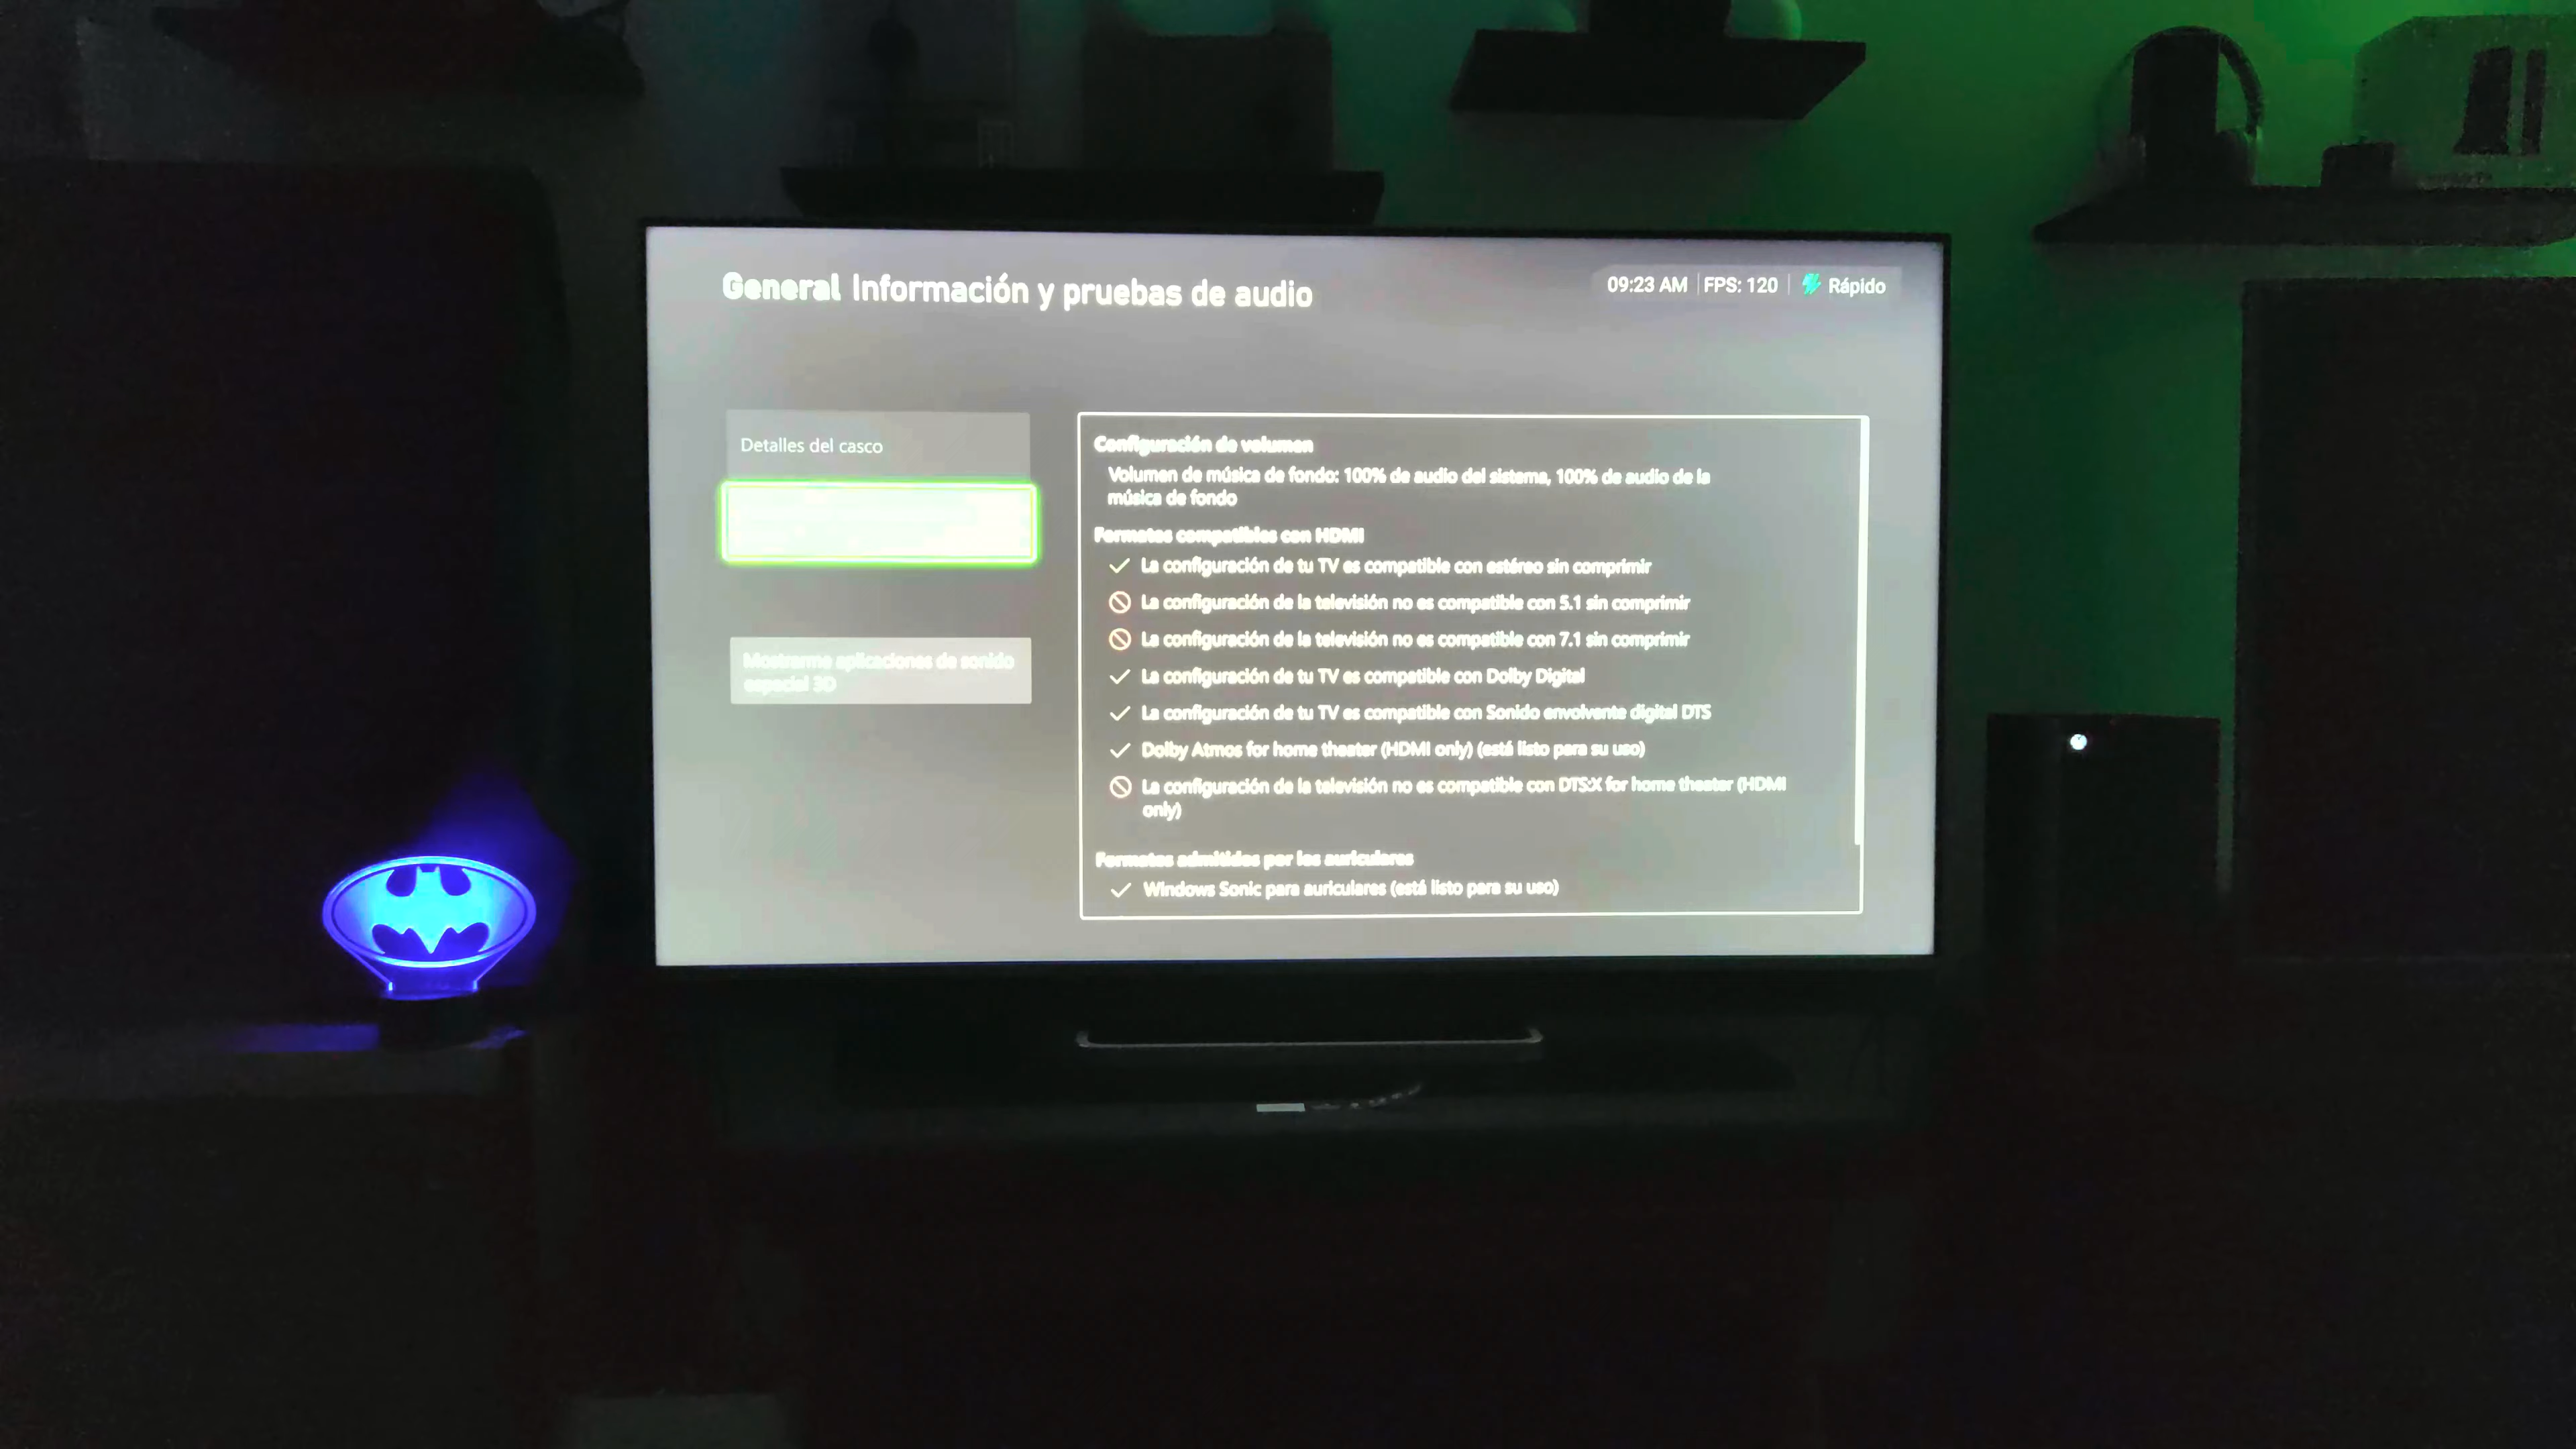 General Información y pruebas de audio
09:23 AM FPS: 120 Rápido
Detalles del casco
Mostrarme aplicaciones de sonido
especial 3D
Configuración de volumen
Volumen de música de fondo: 100% de audio del sistema, 100% de audio de la
música de fondo
Formatos compatibles con HDMI
La configuración de tu TV es compatible con estéreo sin comprimir
La configuración de la televisión no es compatible con 5.1 sin comprimir
La configuración de la televisión no es compatible con 7.1 sin comprimir
La configuración de tu TV es compatible con Dolby Digital
La configuración de tu TV es compatible con Sonido envolvente digital DTS
Dolby Atmos for home theater (HDMI only) (está listo para su uso)
La configuración de la televisión no es compatible con DTS:X for home theater (HDMI
only)
Formatos admitidos por los auriculares
Windows Sonic para auriculares (está listo para su uso)